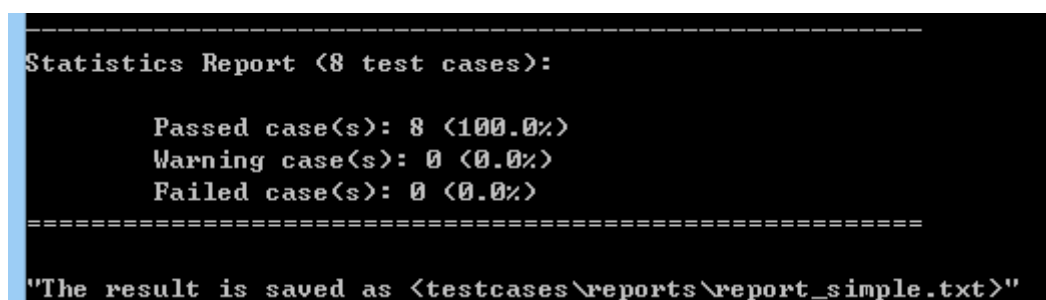 ---------------------------------------------------------
Statistics Report (8 test cases):
Passed case(s): 8 (100.0%)
Warning case(s): 0 (0.0%)
Failed case(s): 0 (0.0%)
=========================================================
"The result is saved as <testcases\reports\report_simple.txt>"